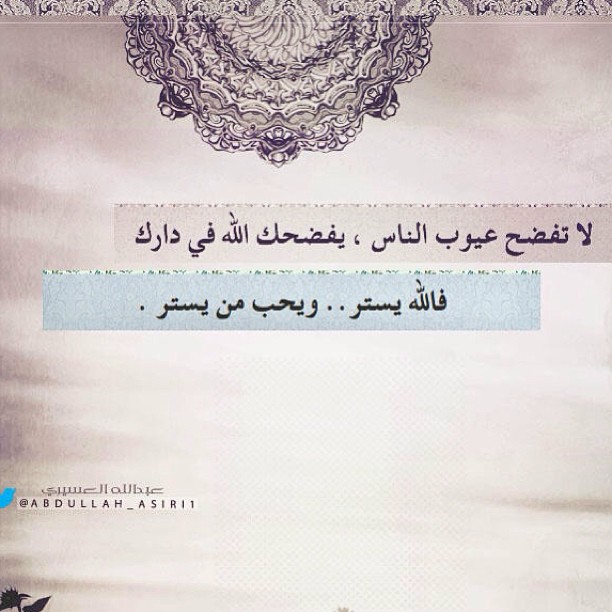 لا تفضح عيوب الناس ، يفضحك الله في دارك
فالله يستر . . ويحب من يستر .
عبدالله العسيري
@ABDULLAH_ASIRI1